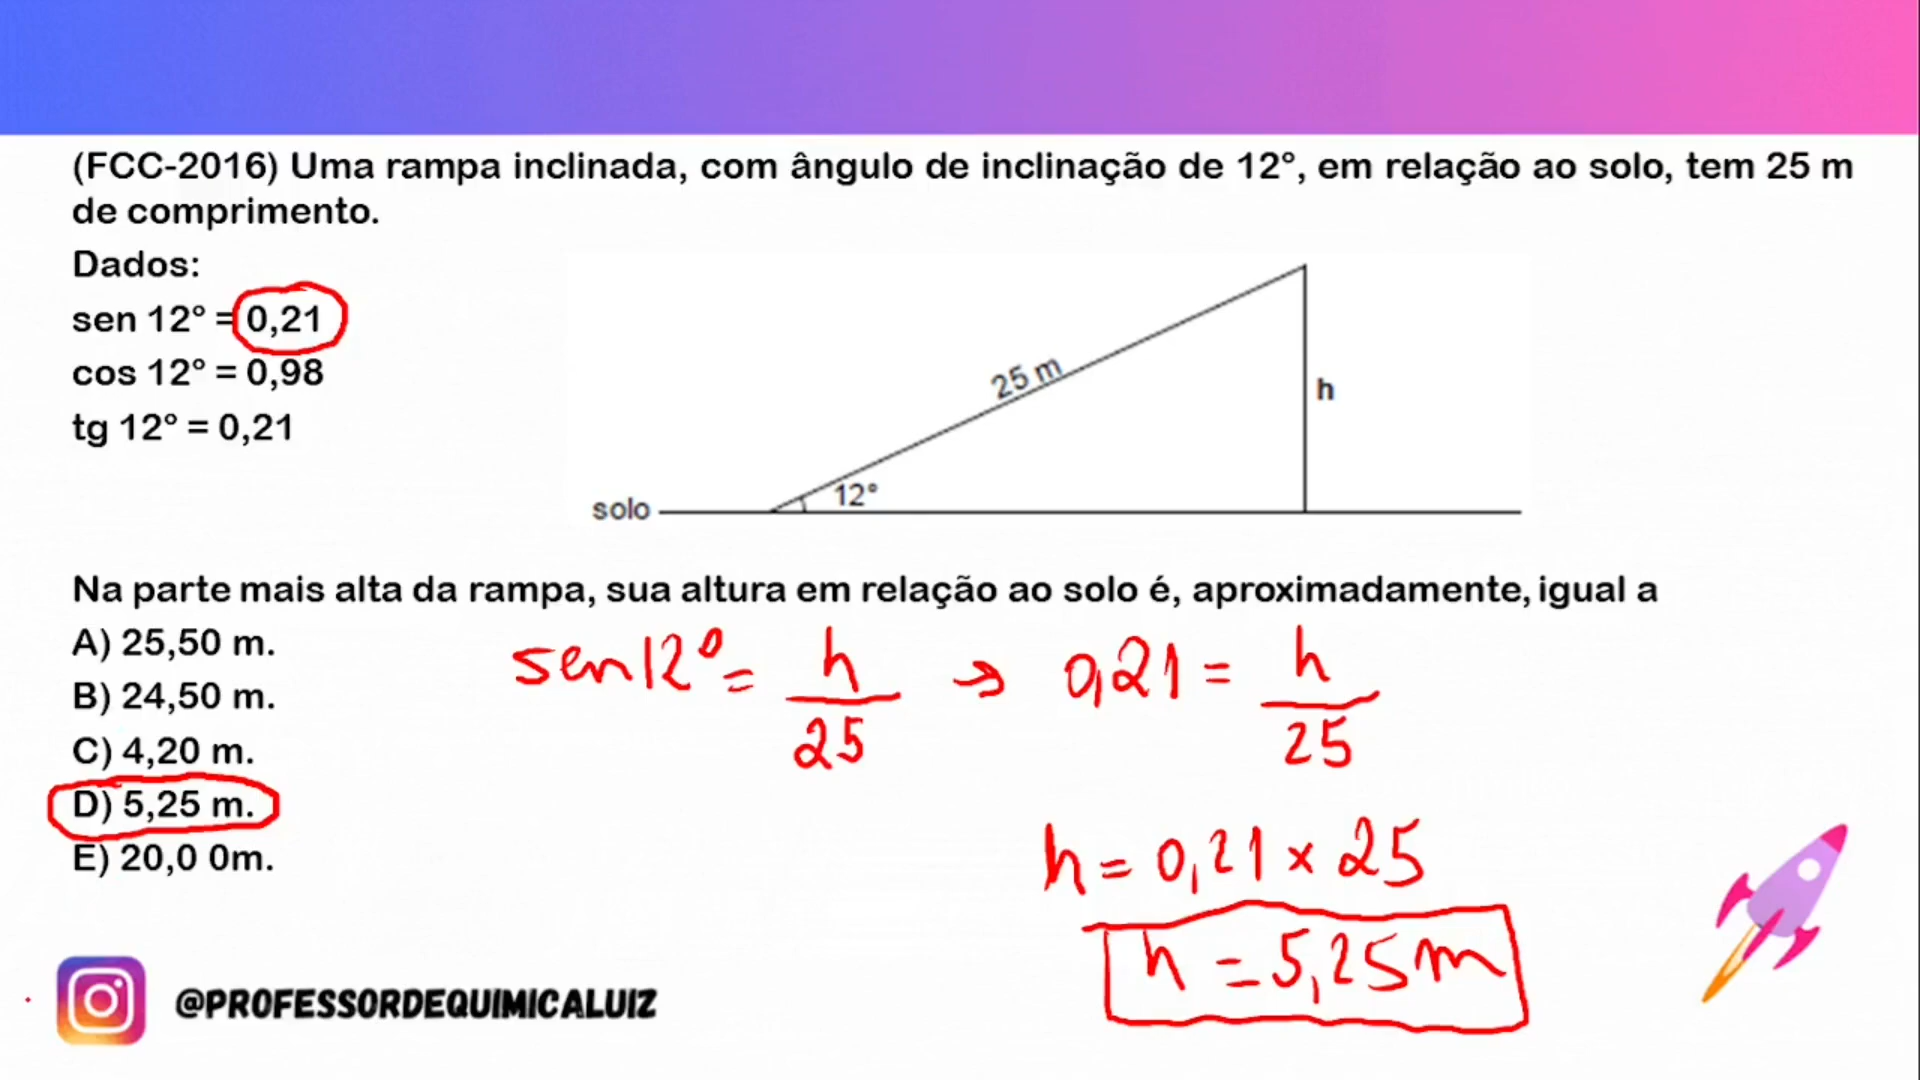 (FCC-2016) Uma rampa inclinada, com ângulo de inclinação de 12°, em relação ao solo, tem 25 m
de comprimento.
Dados:
sen 12° = 0,21
cos 12° = 0,98
tg 12° = 0,21
25 m
h
12°
solo
Na parte mais alta da rampa, sua altura em relação ao solo é, aproximadamente, igual a
A) 25,50 m.
B) 24,50 m.
C) 4,20 m.
D) 5,25 m.
E) 20,0 0m.
sen 12° = h/25 → 0,21 = h/25
h = 0,21 × 25
h = 5,25 m
@PROFESSORDEQUIMICALUIZ